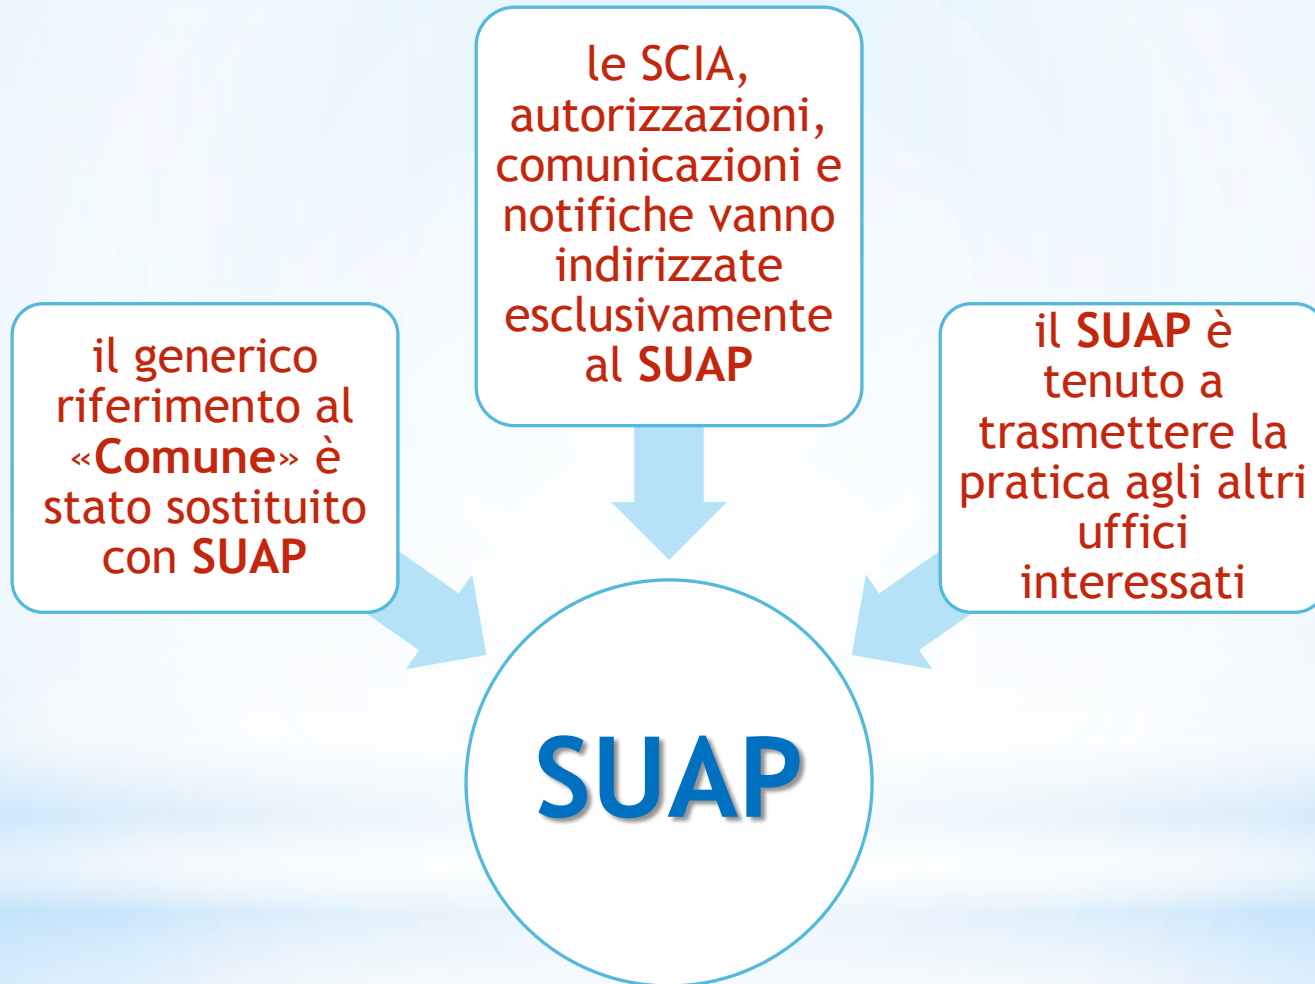 il generico
riferimento al
«Comune» è
stato sostituito
con SUAP
le SCIA,
autorizzazioni,
comunicazioni e
notifiche vanno
indirizzate
esclusivamente
al SUAP
il SUAP è
tenuto a
trasmettere la
pratica agli altri
uffici
interessati
SUAP